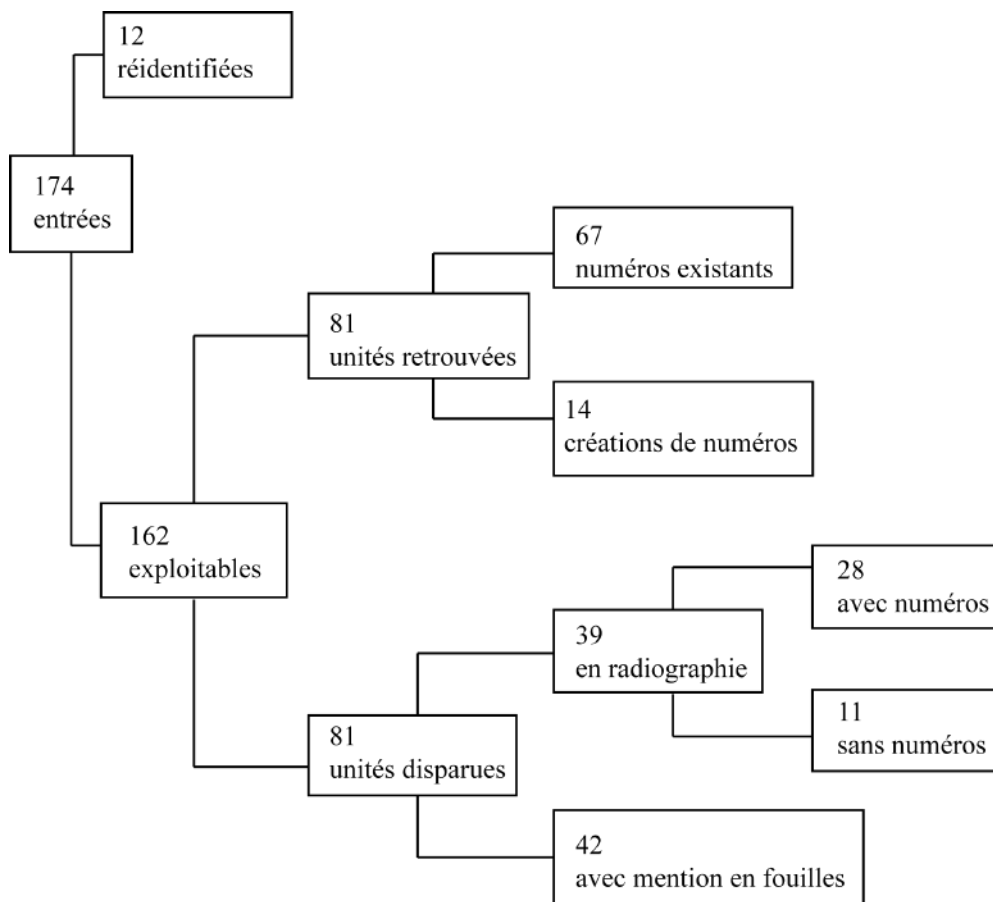 12
réidentifiées
174
entrées
67
numéros existants
81
unités retrouvées
14
créations de numéros
162
exploitables
28
avec numéros
39
en radiographie
11
sans numéros
81
unités disparues
42
avec mention en fouilles